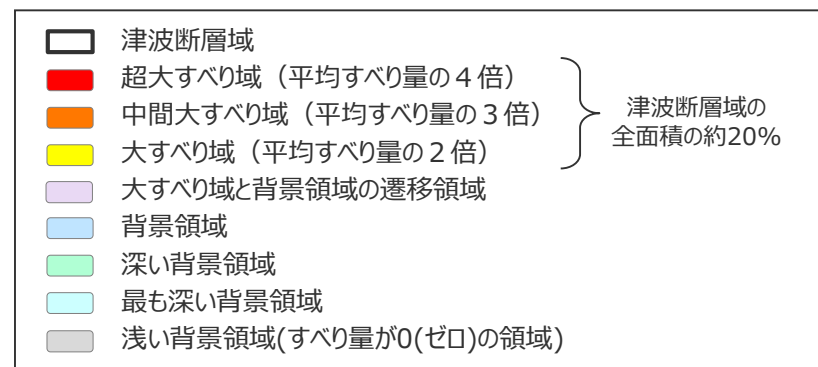 津波断層域
超大すべり域（平均すべり量の４倍）
中間大すべり域（平均すべり量の３倍）
大すべり域（平均すべり量の２倍）
津波断層域の
全面積の約20%
大すべり域と背景領域の遷移領域
背景領域
深い背景領域
最も深い背景領域
浅い背景領域(すべり量が0(ゼロ)の領域)